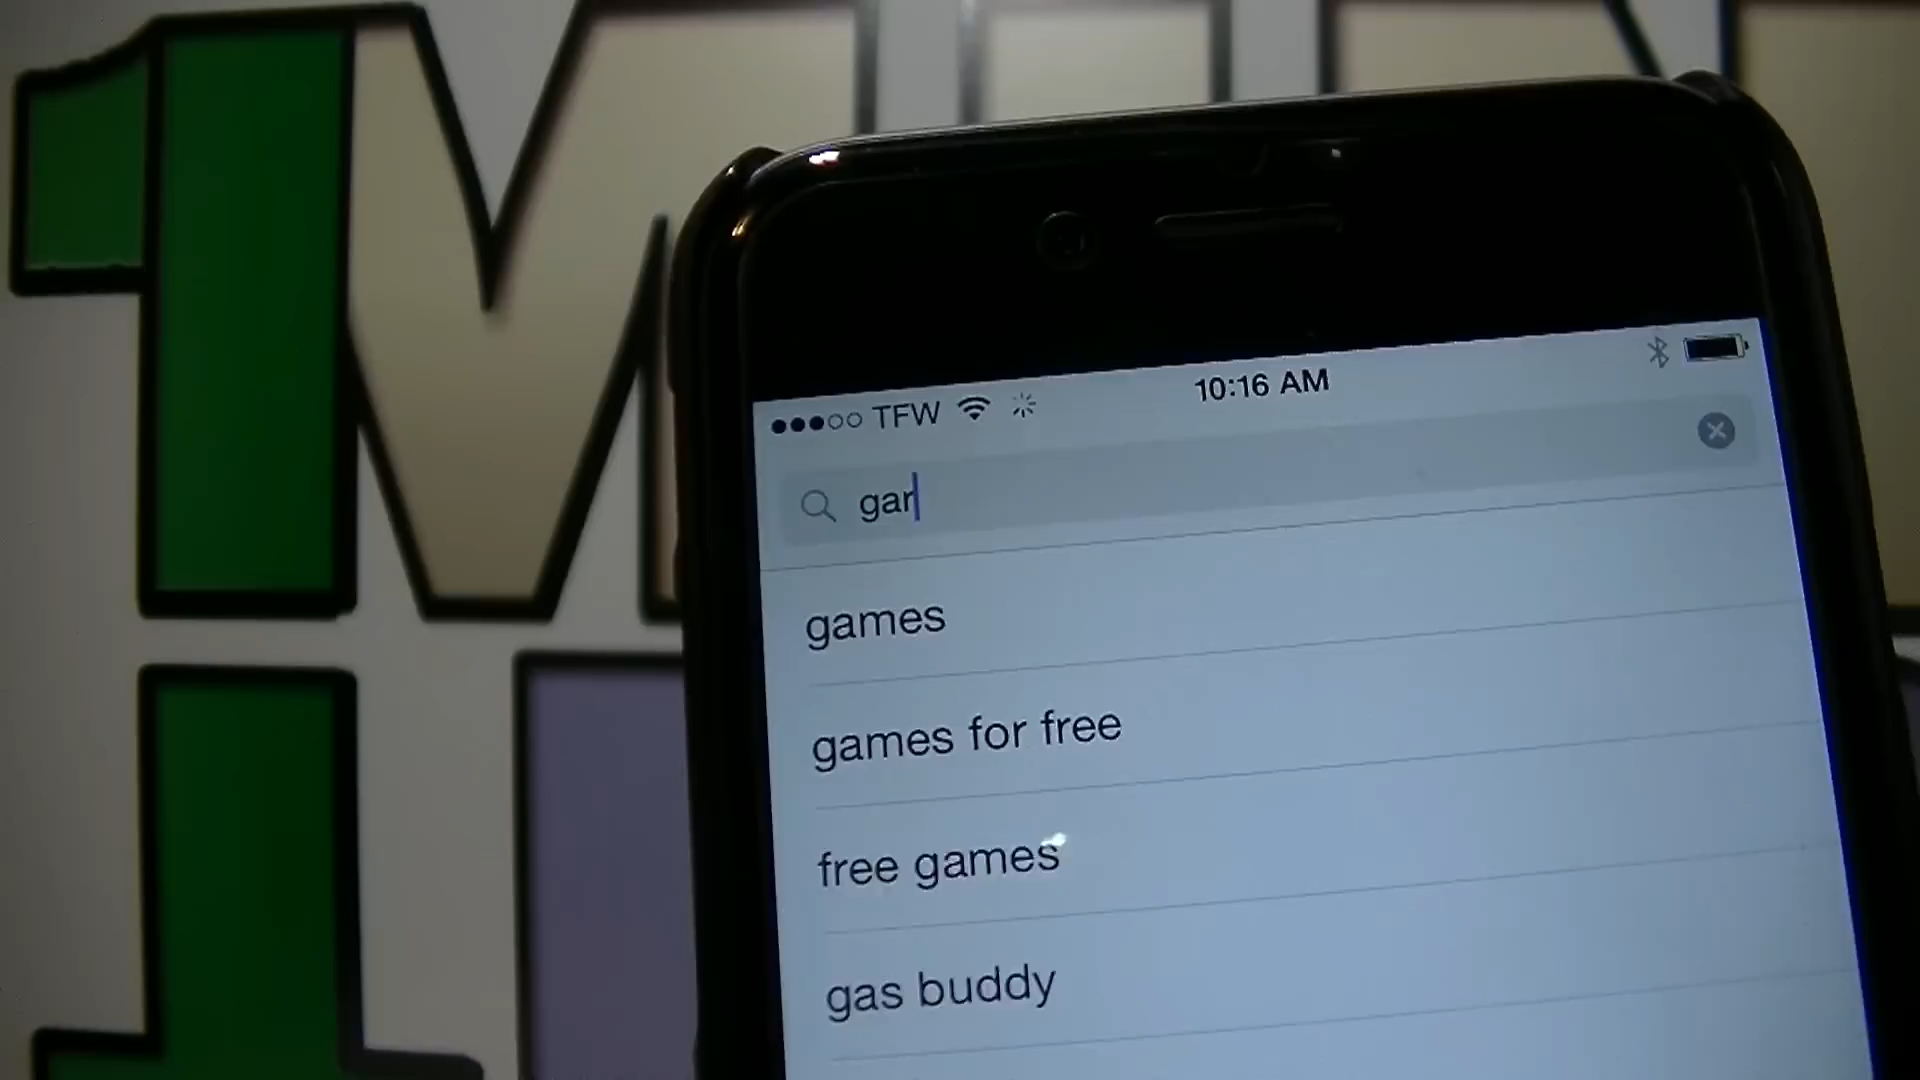 TFW 10:16 AM
gar
games
games for free
free games
gas buddy